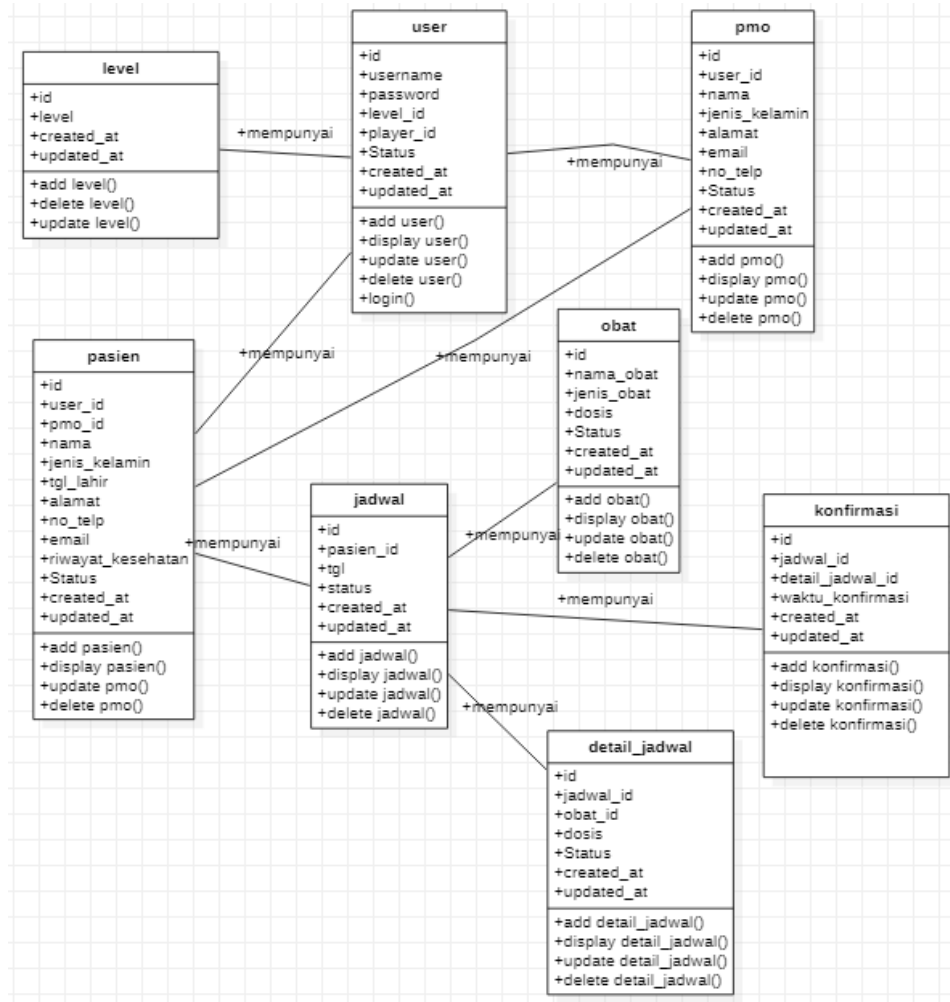 level
+id
+level
+created_at
+updated_at
+add level()
+delete level()
+update level()
+mempunyai
user
+id
+username
+password
+level_id
+player_id
+Status
+created_at
+updated_at
+add user()
+display user()
+update user()
+delete user()
+login()
+mempunyai
pmo
+id
+user_id
+nama
+jenis_kelamin
+alamat
+email
+no_telp
+Status
+created_at
+updated_at
+add pmo()
+display pmo()
+update pmo()
+delete pmo()
+mempunyai
+mempunyai
pasien
+id
+user_id
+pmo_id
+nama
+jenis_kelamin
+tgl_lahir
+alamat
+no_telp
+email
+riwayat_kesehatan
+Status
+created_at
+updated_at
+add pasien()
+display pasien()
+update pmo()
+delete pmo()
+mempunyai
jadwal
+id
+pasien_id
+tgl
+status
+created_at
+updated_at
+add jadwal()
+display jadwal()
+update jadwal()
+delete jadwal()
+mempunyai
obat
+id
+nama_obat
+jenis_obat
+dosis
+Status
+created_at
+updated_at
+add obat()
+display obat()
+update obat()
+delete obat()
+mempunyai
konfirmasi
+id
+jadwal_id
+detail_jadwal_id
+waktu_konfirmasi
+created_at
+updated_at
+add konfirmasi()
+display konfirmasi()
+update konfirmasi()
+delete konfirmasi()
+mempunyai
detail_jadwal
+id
+jadwal_id
+obat_id
+dosis
+Status
+created_at
+updated_at
+add detail_jadwal()
+display detail_jadwal()
+update detail_jadwal()
+delete detail_jadwal()